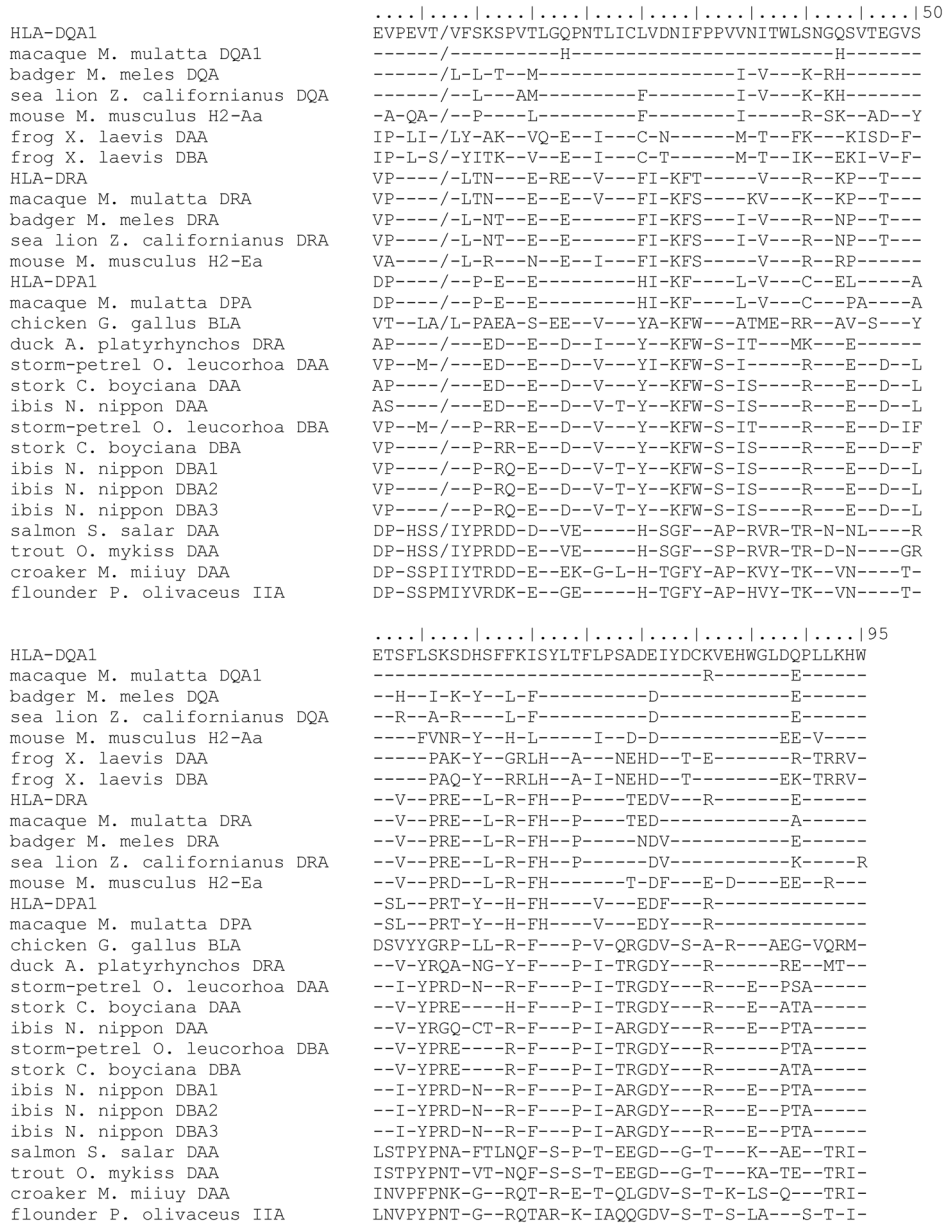 ....|....|....|....|....|....|....|....|....|....|50
HLA-DQA1 EVPEVT/VFSKSPVTLGQPNTLICLVDNIFPPVVNITWLSNGQSVTEGVS
macaque M. mulatta DQA1 ------/----------H------------------------H-------
badger M. meles DQA ------/L-L-T--M------------------I-V---K-RH-------
sea lion Z. californianus DQA ------/--L---AM---------F--------I-V---K-KH-------
mouse M. musculus H2-Aa -A-QA-/--P----L---------F--------I-----R-SK--AD--Y
frog X. laevis DAA IP-LI-/LY-AK--VQ-E--I---C-N------M-T--FK---KISD-F-
frog X. laevis DBA IP-L-S/-YITK--V--E--I---C-T------M-T--IK--EKI-V-F-
HLA-DRA VP----/--LTN---E-RE--V---FI-KFT-----V---R--KP--T---
macaque M. mulatta DRA VP----/--LTN---E--E--V---FI-KFS----KV---K--KP--T---
badger M. meles DRA VP----/-L-NT--E--E------FI-KFS----I-V---R--NP--T---
sea lion Z. californianus DRA VP----/-L-NT--E--E------FI-KFS----I-V---R--NP--T---
mouse M. musculus H2-Ea VA----/--L-R---N--E--I---FI-KFS------V---R--RP------
HLA-DPA1 DP----/--P-E--E---------HI-KF-----L-V---C--EL-----A
macaque M. mulatta DPA DP----/--P-E--E---------HI-KF-----L-V---C---PA----A
chicken G. gallus BLA VT--LA/L-PAEA-S-EE--V---YA-KFW---ATME-RR--AV-S---Y
duck A. platyrhynchos DRA AP----/---ED--E--D--I---Y--KFW-S-IT---MK---E------
storm-petrel O. leucorhoa DAA VP--M-/---ED--E--D--V---YI-KFW-S-IS----R---E--D--L
stork C. boyciana DAA AP----/---ED--E--D--V---Y--KFW-S-IS----R---E--D--L
ibis N. nippon DAA AS----/---ED--E--D--V-T-Y--KFW-S-IS----R---E--D--L
storm-petrel O. leucorhoa DBA VP--M-/--P-RR-E--D--V---Y--KFW-S-IT----R---E--D-IF
stork C. boyciana DBA VP----/--P-RR-E--D--V---Y--KFW-S-IS----R---E--D--F
ibis N. nippon DBA1 VP----/--P-RQ-E--D--V-T-Y--KFW-S-IS----R---E--D--L
ibis N. nippon DBA2 VP----/--P-RQ-E--D--V-T-Y--KFW-S-IS----R---E--D--L
ibis N. nippon DBA3 VP----/--P-RQ-E--D--V-T-Y--KFW-S-IS----R---E--D--L
salmon S. salar DAA DP-HSS/IYPRDD-D--VE-----H-SGF--AP-RVR-TR-N-NL----R
trout O. mykiss DAA DP-HSS/IYPRDD-E--VE-----H-SGF--SP-RVR-TR-D-N----GR
croaker M. miiuy DAA DP-SSPIIYTRDD-E--EK-G-L-H-TGFY-AP-KVY-TK--VN----T-
flounder P. olivaceus IIA DP-SSPMIYVRDK-E--GE-----H-TGFY-AP-HVY-TK--VN----T-
....|....|....|....|....|....|....|....|....|95
HLA-DQA1 ETSFLSKSDHSFFKISYLTFLPSADEIYDCKVEHWGLDQPLLKHW
macaque M. mulatta DQA1 ------------------------------R-------E------
badger M. meles DQA --H--I-K-Y--L-F----------D------------E------
sea lion Z. californianus DQA --R--A-R----L-F----------D------------E------
mouse M. musculus H2-Aa ----FVNR-Y--H-L-----I--D-D-----------EE-V----
frog X. laevis DAA -----PAK-Y--GRLH--A---NEHD--T-E-------R-TRRV-
frog X. laevis DBA -----PAQ-Y--RRLH--A-I-NEHD--T--------EK-TRRV-
HLA-DRA --V--PRE--L-R-FH--P----TEDV---R-------E------
macaque M. mulatta DRA --V--PRE--L-R-FH--P----TED------------A------
badger M. meles DRA --V--PRE--L-R-FH--P-----NDV-----------E------
sea lion Z. californianus DRA --V--PRE--L-R-FH--P------DV-----------K-----R
mouse M. musculus H2-Ea --V--PRD--L-R-FH-------T-DF---E-D----EE--R---
HLA-DPA1 -SL--PRT-Y--H-FH---V---EDF---R--------------
macaque M. mulatta DPA -SL--PRT-Y--H-FH---V---EDY---R--------------
chicken G. gallus BLA DSVYYGRP-LL-R-F---P-V-QRGDV-S-A-R---AEG-VQRM-
duck A. platyrhynchos DRA --V-YRQA-NG-Y-F---P-I-TRGDY---R------RE--MT--
storm-petrel O. leucorhoa DAA --I-YPRD-N--R-F---P-I-TRGDY---R---E--PSA-----
stork C. boyciana DAA --V-YPRE----H-F---P-I-TRGDY---R---E--ATA-----
ibis N. nippon DAA --V-YRGQ-CT-R-F---P-I-ARGDY---R---E--PTA-----
storm-petrel O. leucorhoa DBA --V-YPRE----R-F---P-I-TRGDY---R------PTA-----
stork C. boyciana DBA --V-YPRE----R-F---P-I-TRGDY---R------ATA-----
ibis N. nippon DBA1 --I-YPRD-N--R-F---P-I-ARGDY---R---E--PTA-----
ibis N. nippon DBA2 --I-YPRD-N--R-F---P-I-ARGDY---R---E--PTA-----
ibis N. nippon DBA3 --I-YPRD-N--R-F---P-I-ARGDY---R---E--PTA-----
salmon S. salar DAA LSTPYPNA-FTLNQF-S-P-T-EEGD--G-T---K--AE--TRI-
trout O. mykiss DAA ISTPYPNT-VT-NQF-S-S-T-EEGD--G-T---KA-TE--TRI-
croaker M. miiuy DAA INVPFPNK-G--RQT-R-E-T-QLGDV-S-T-K-LS-Q---TRI-
flounder P. olivaceus IIA LNVPYPNT-G--RQTAR-K-IAQQGDV-S-T-S-LA---S-T-I-